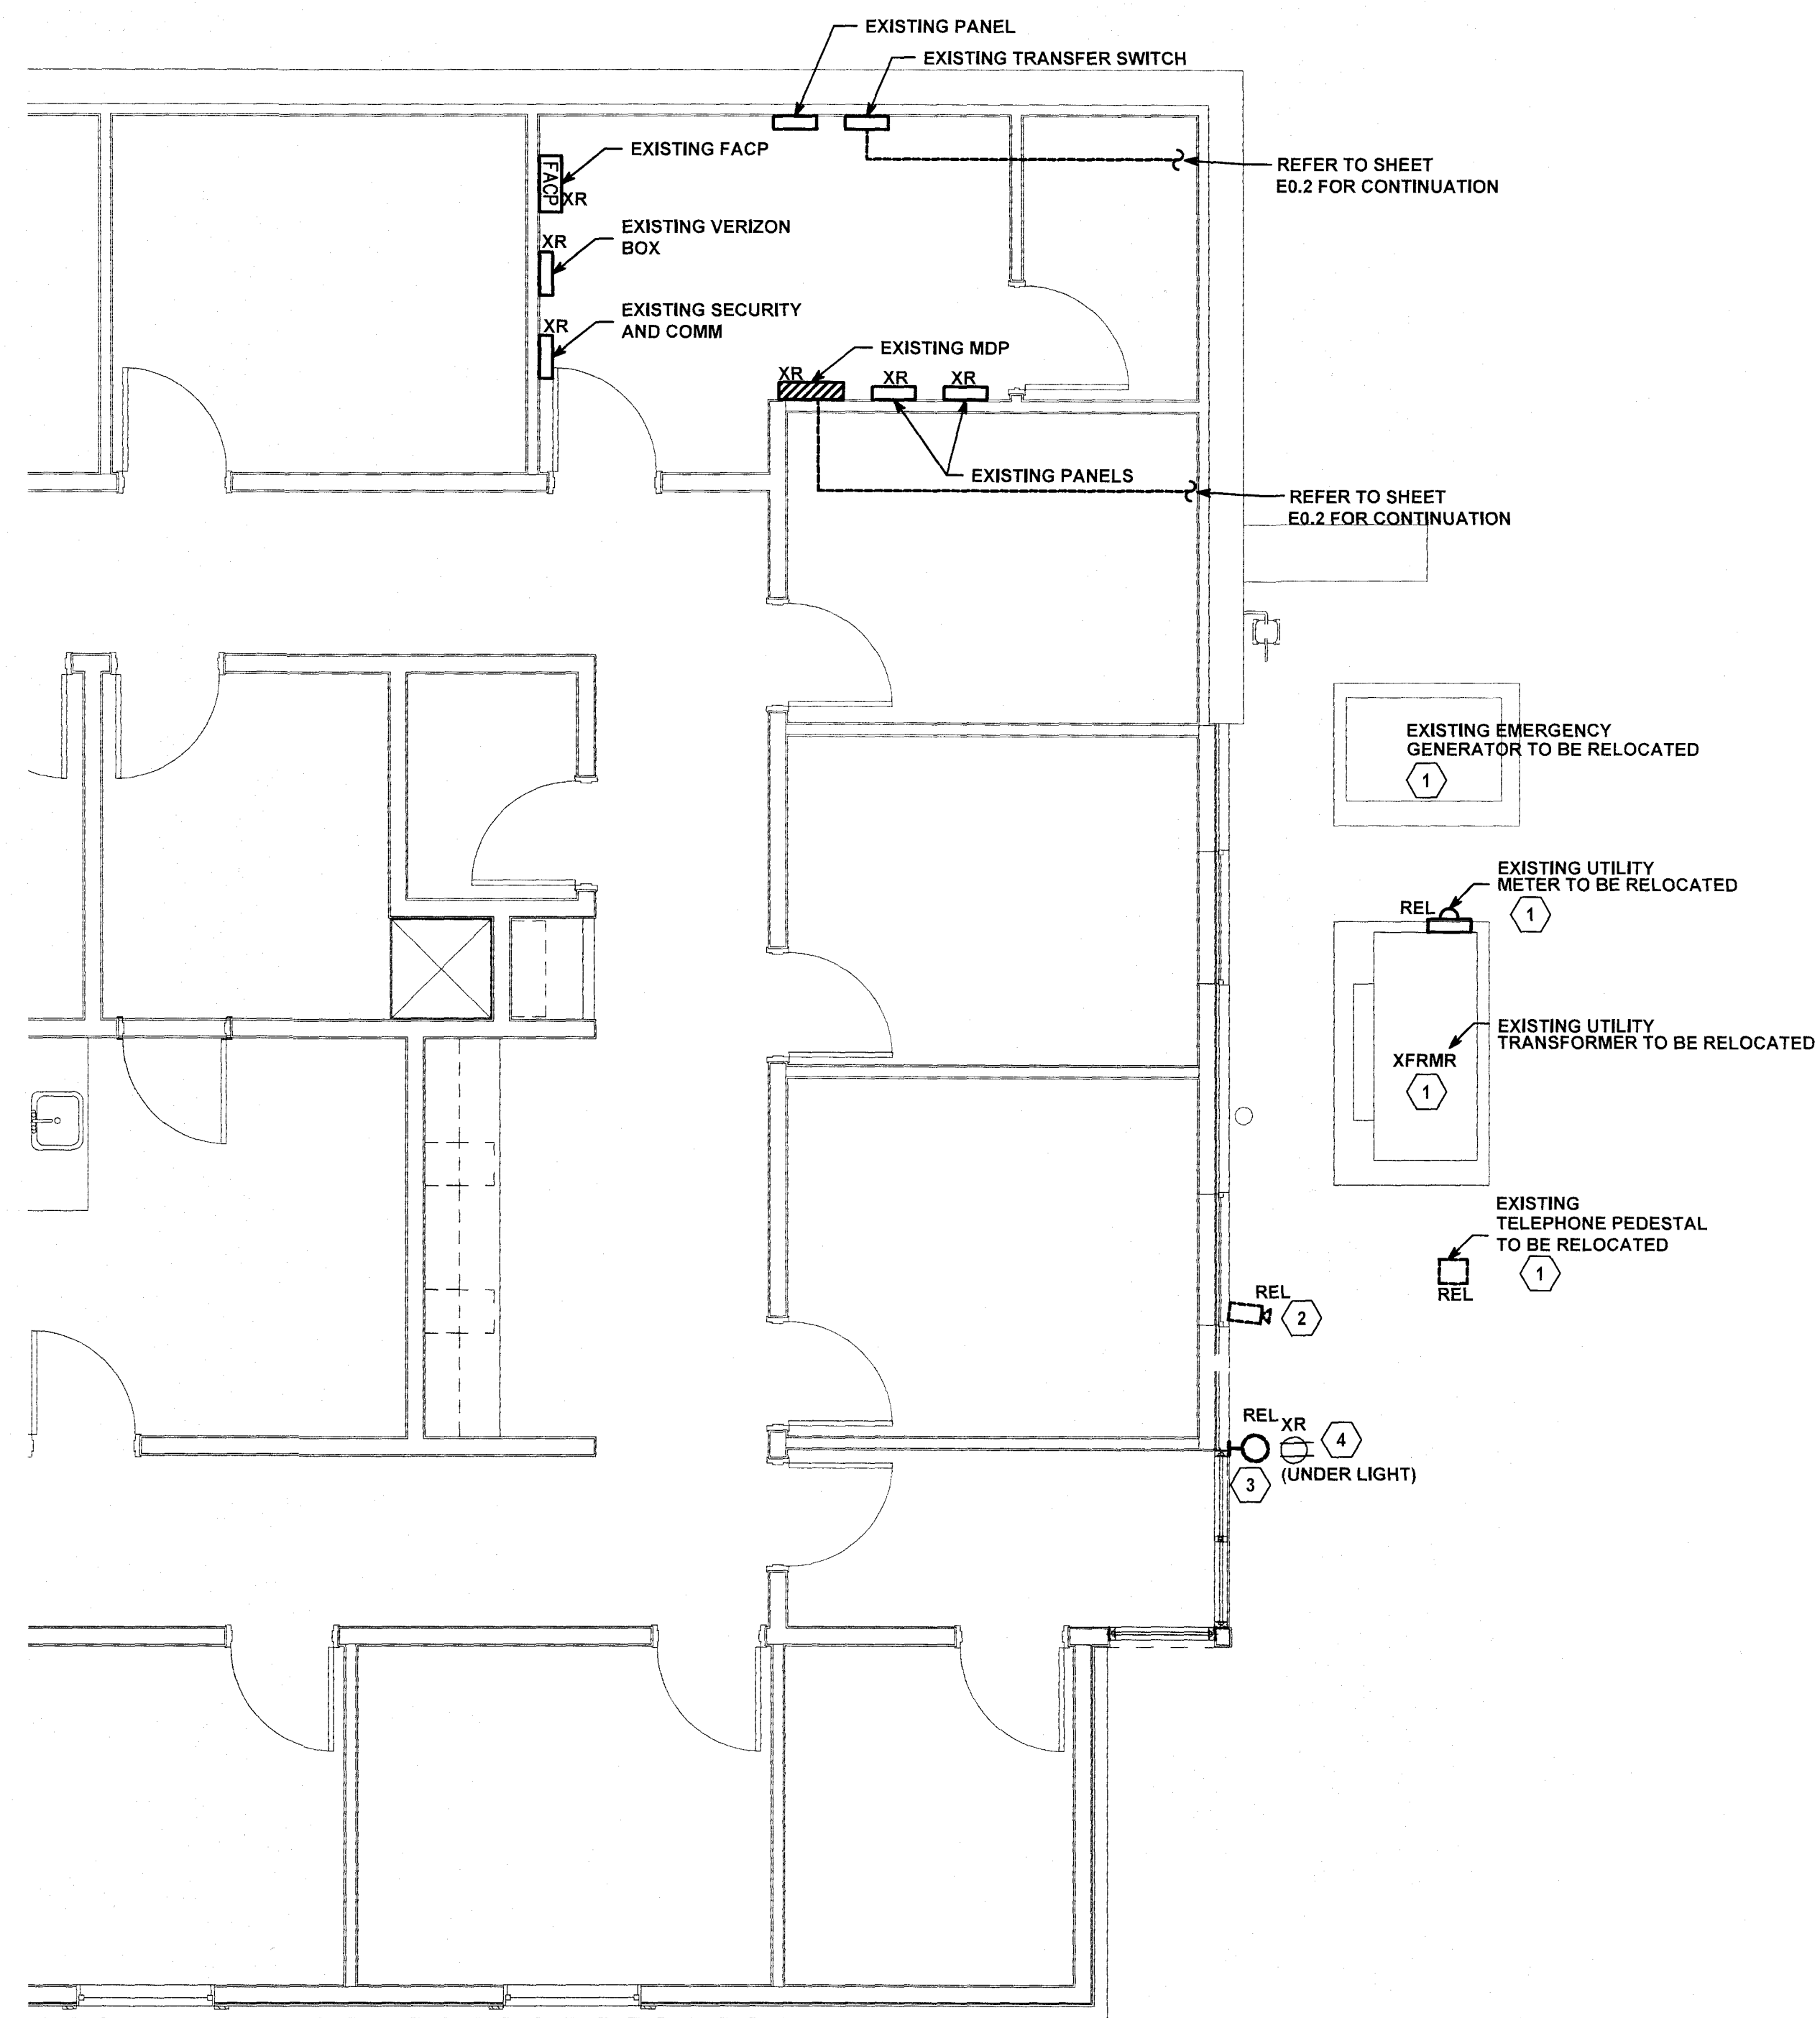 EXISTING PANEL
EXISTING TRANSFER SWITCH
EXISTING FACP
FACP
XR
REFER TO SHEET
E0.2 FOR CONTINUATION
EXISTING VERIZON
BOX
XR
EXISTING SECURITY
AND COMM
XR
EXISTING MDP
XR
XR
XR
EXISTING PANELS
REFER TO SHEET
E0.2 FOR CONTINUATION
EXISTING EMERGENCY
GENERATOR TO BE RELOCATED
1
EXISTING UTILITY
METER TO BE RELOCATED
REL
1
EXISTING UTILITY
TRANSFORMER TO BE RELOCATED
XFRMR
1
EXISTING
TELEPHONE PEDESTAL
TO BE RELOCATED
1
REL
REL
2
REL
XR
4
(UNDER LIGHT)
3